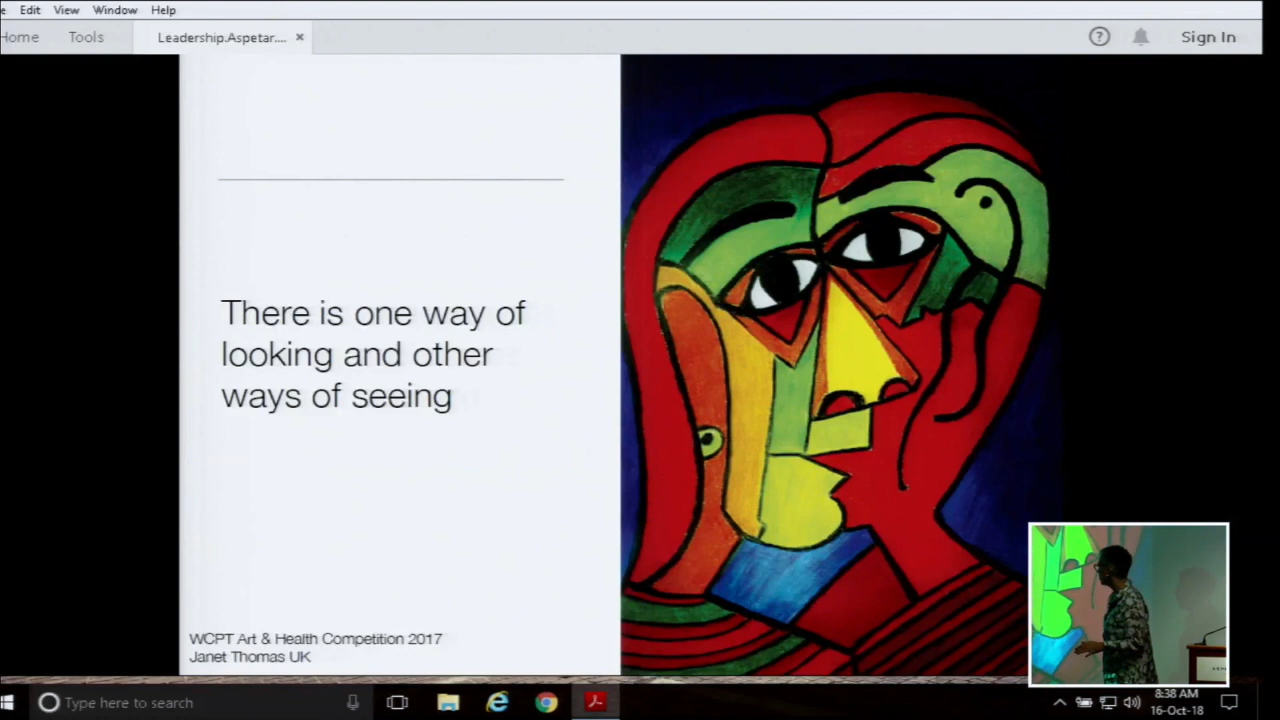 Edit View Window Help
Home Tools Leadership.Aspetar.... × ? Sign In
There is one way of
looking and other
ways of seeing
WCPT Art & Health Competition 2017
Janet Thomas UK
Type here to search
8:38 AM
16-Oct-18